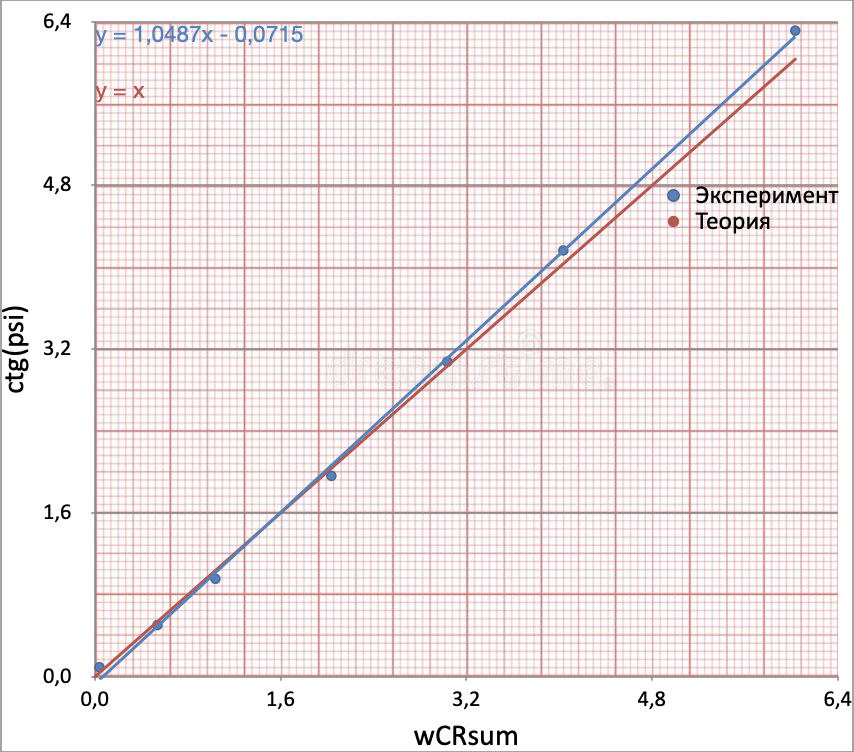 6,4
y = 1,0487x - 0,0715
y = x
4,8
Эксперимент
Теория
ctg(psi)
3,2
1,6
0,0
0,0 1,6 3,2 4,8 6,4
wCRsum